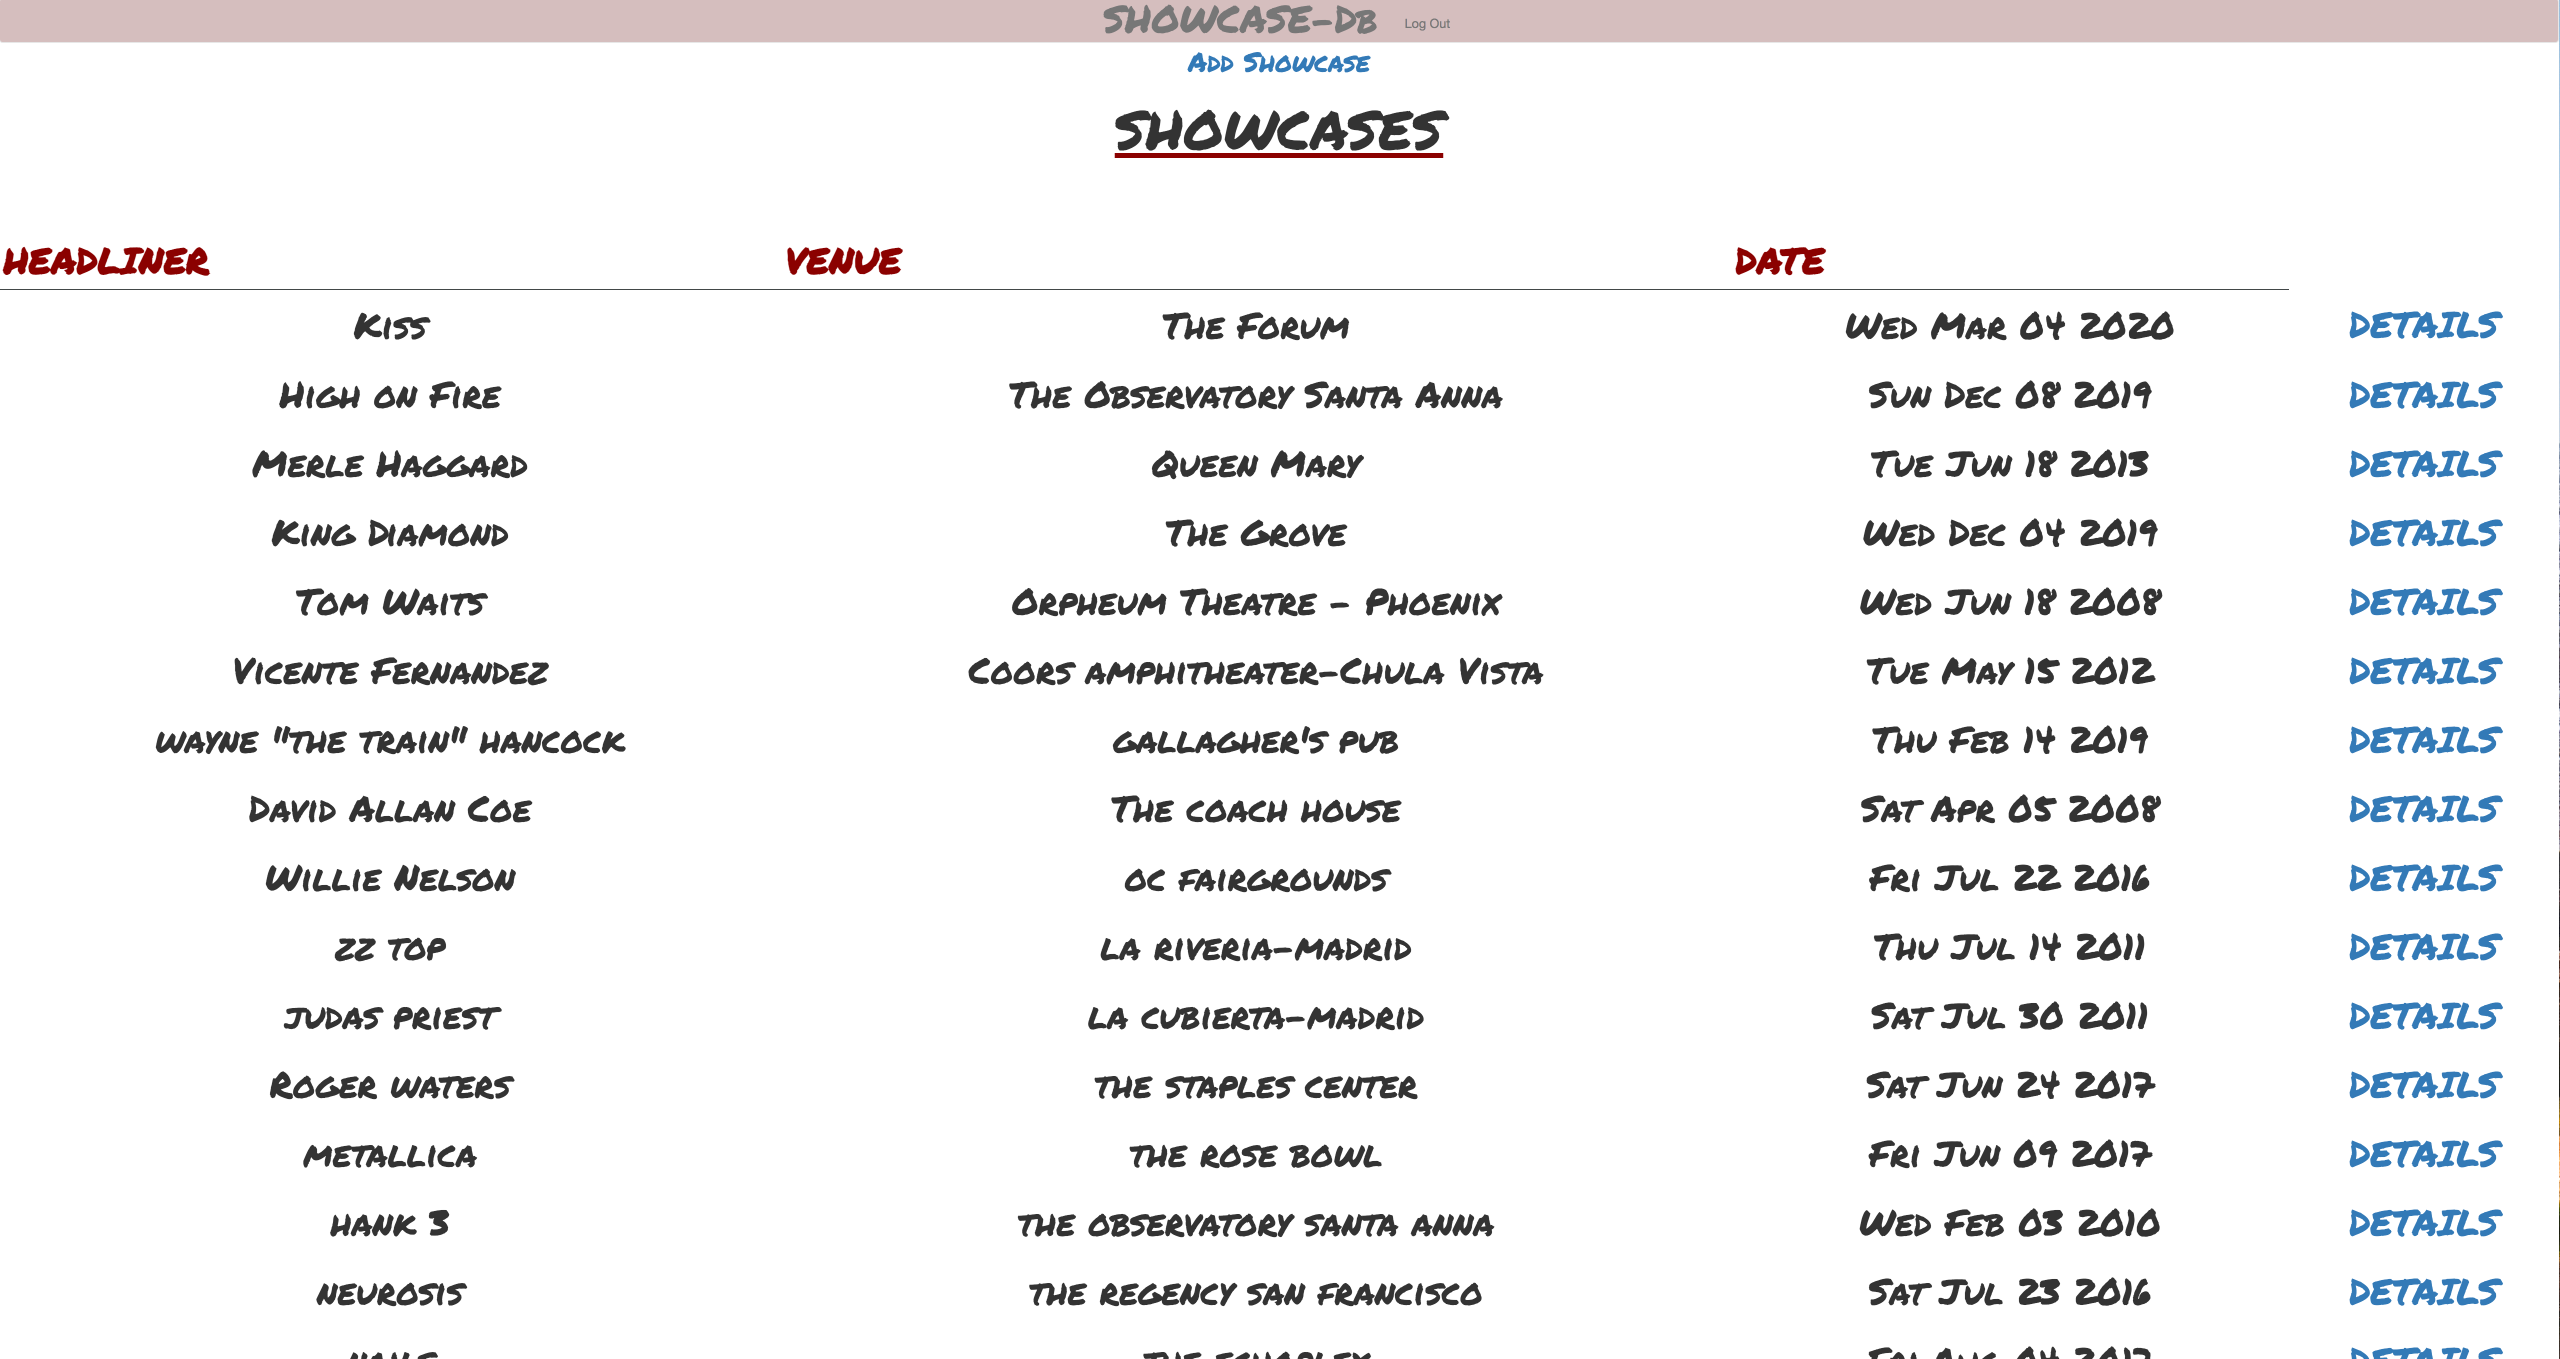 SHOWCASE-Db Log Out
Add Showcase
SHOWCASES
HEADLINER VENUE DATE
Kiss The Forum Wed Mar 04 2020 DETAILS
High on Fire The Observatory Santa Anna Sun Dec 08 2019 DETAILS
Merle Haggard Queen Mary Tue Jun 18 2013 DETAILS
King Diamond The Grove Wed Dec 04 2019 DETAILS
Tom Waits Orpheum Theatre - Phoenix Wed Jun 18 2008 DETAILS
Vicente Fernandez Coors amphitheater-Chula Vista Tue May 15 2012 DETAILS
wayne "the train" hancock gallagher's pub Thu Feb 14 2019 DETAILS
David Allan Coe The coach house Sat Apr 05 2008 DETAILS
Willie Nelson oc fairgrounds Fri Jul 22 2016 DETAILS
zz top la riveria-madrid Thu Jul 14 2011 DETAILS
judas priest la cubierta-madrid Sat Jul 30 2011 DETAILS
Roger waters the staples center Sat Jun 24 2017 DETAILS
metallica the rose bowl Fri Jun 09 2017 DETAILS
hank 3 the observatory santa anna Wed Feb 03 2010 DETAILS
neurosis the regency san francisco Sat Jul 23 2016 DETAILS
the echoplex Fri Aug 04 2017 DETAILS